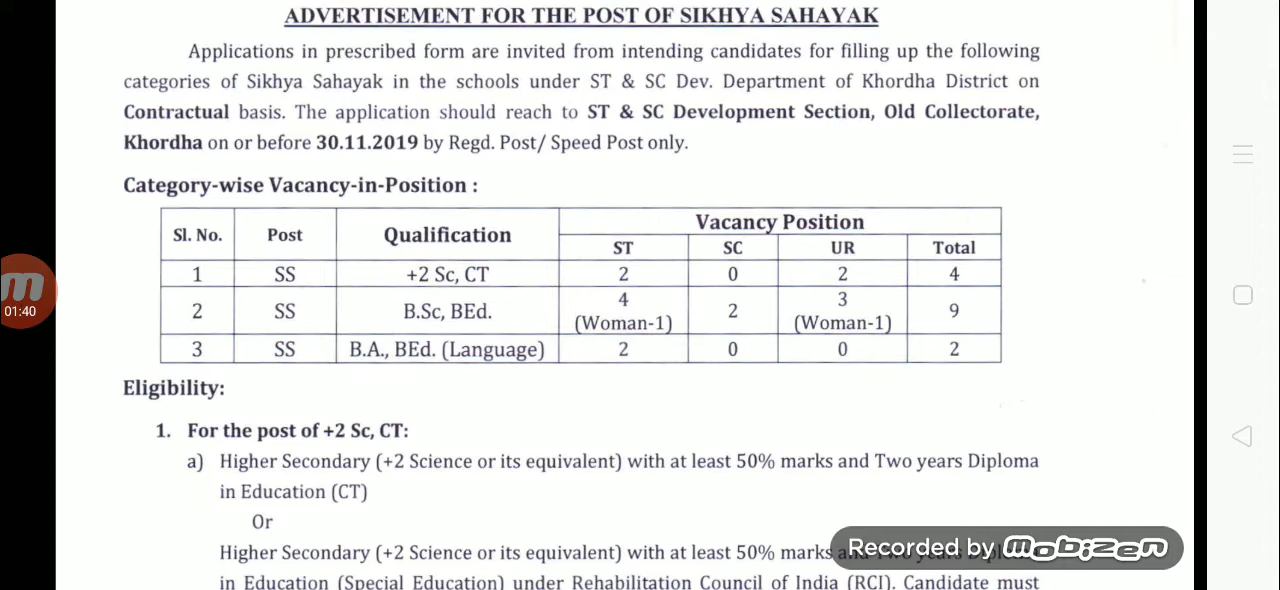 ADVERTISEMENT FOR THE POST OF SIKHYA SAHAYAK
Applications in prescribed form are invited from intending candidates for filling up the following
categories of Sikhya Sahayak in the schools under ST & SC Dev. Department of Khordha District on
Contractual basis. The application should reach to ST & SC Development Section, Old Collectorate,
Khordha on or before 30.11.2019 by Regd. Post/ Speed Post only.
Category-wise Vacancy-in-Position :
Sl. No. Post Qualification Vacancy Position
ST SC UR Total
1 SS +2 Sc, CT 2 0 2 4
2 SS B.Sc, BEd. 4 (Woman-1) 2 3 (Woman-1) 9
3 SS B.A., BEd. (Language) 2 0 0 2
Eligibility:
1. For the post of +2 Sc, CT:
a) Higher Secondary (+2 Science or its equivalent) with at least 50% marks and Two years Diploma
in Education (CT)
Or
Higher Secondary (+2 Science or its equivalent) with at least 50% marks
in Education (Special Education) under Rehabilitation Council of India (RCI). Candidate must
m
01:40
Recorded by mobizen